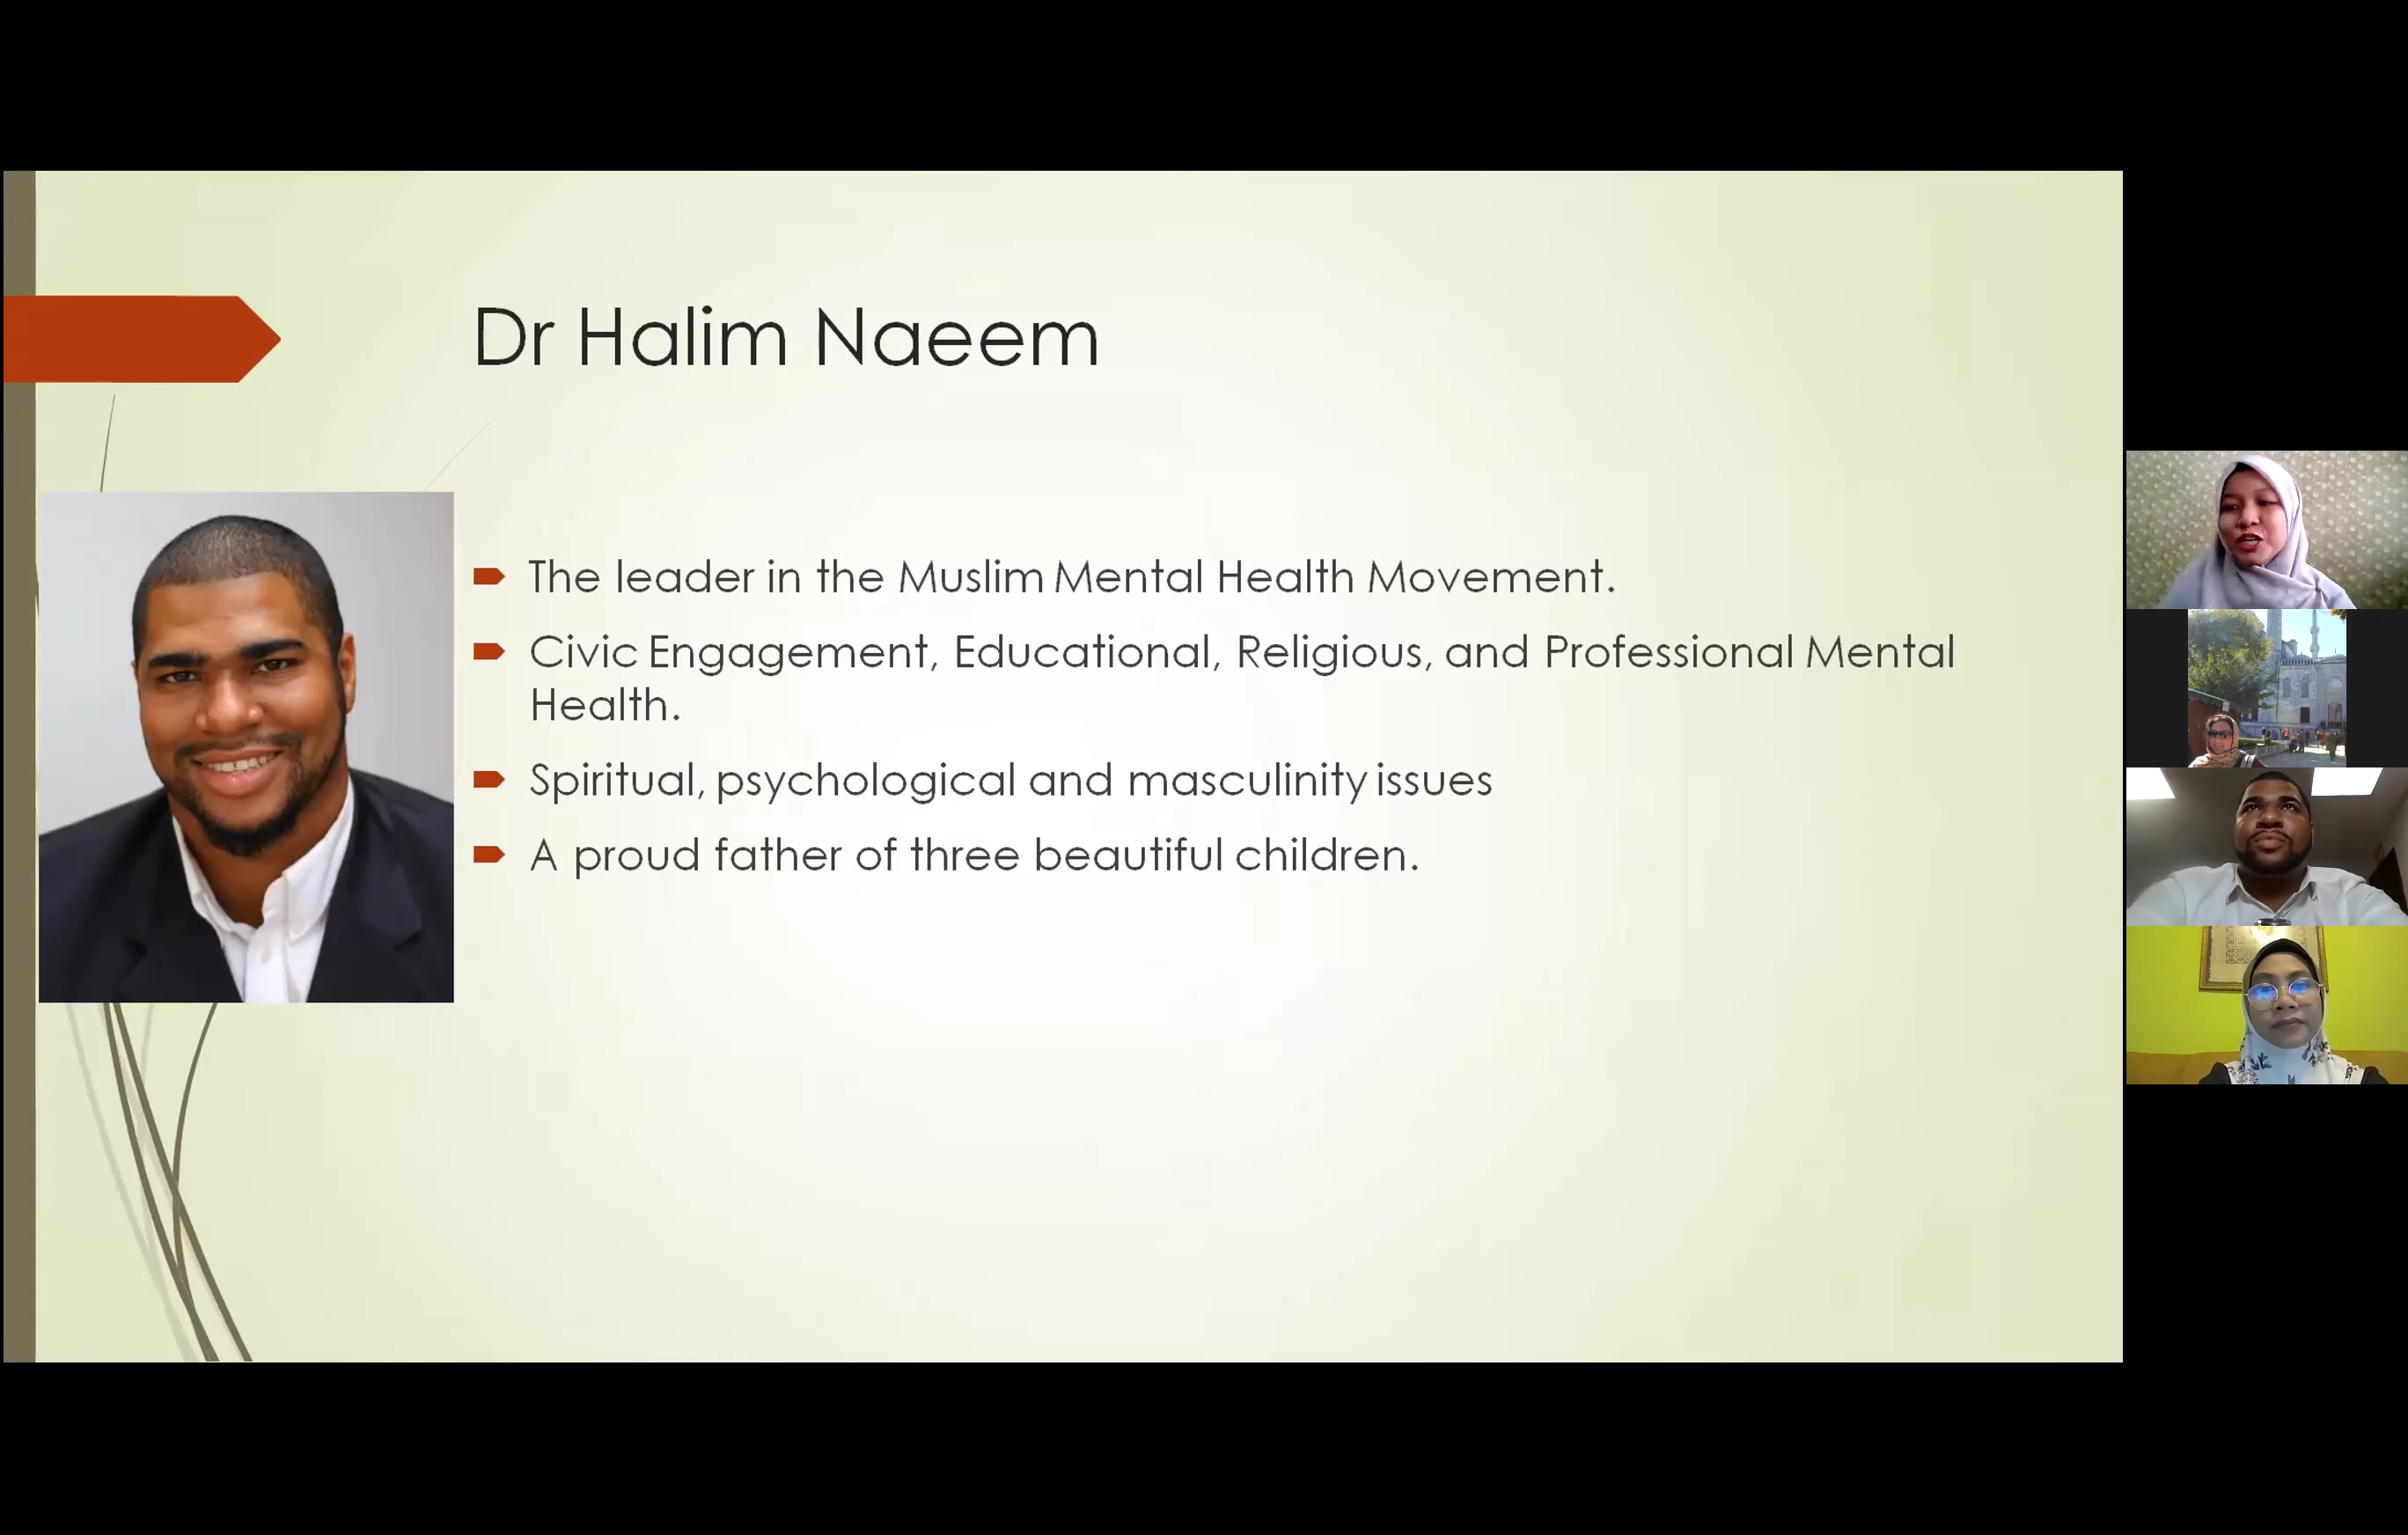 Dr Halim Naeem
The leader in the Muslim Mental Health Movement.
Civic Engagement, Educational, Religious, and Professional Mental
Health.
Spiritual, psychological and masculinity issues
A proud father of three beautiful children.